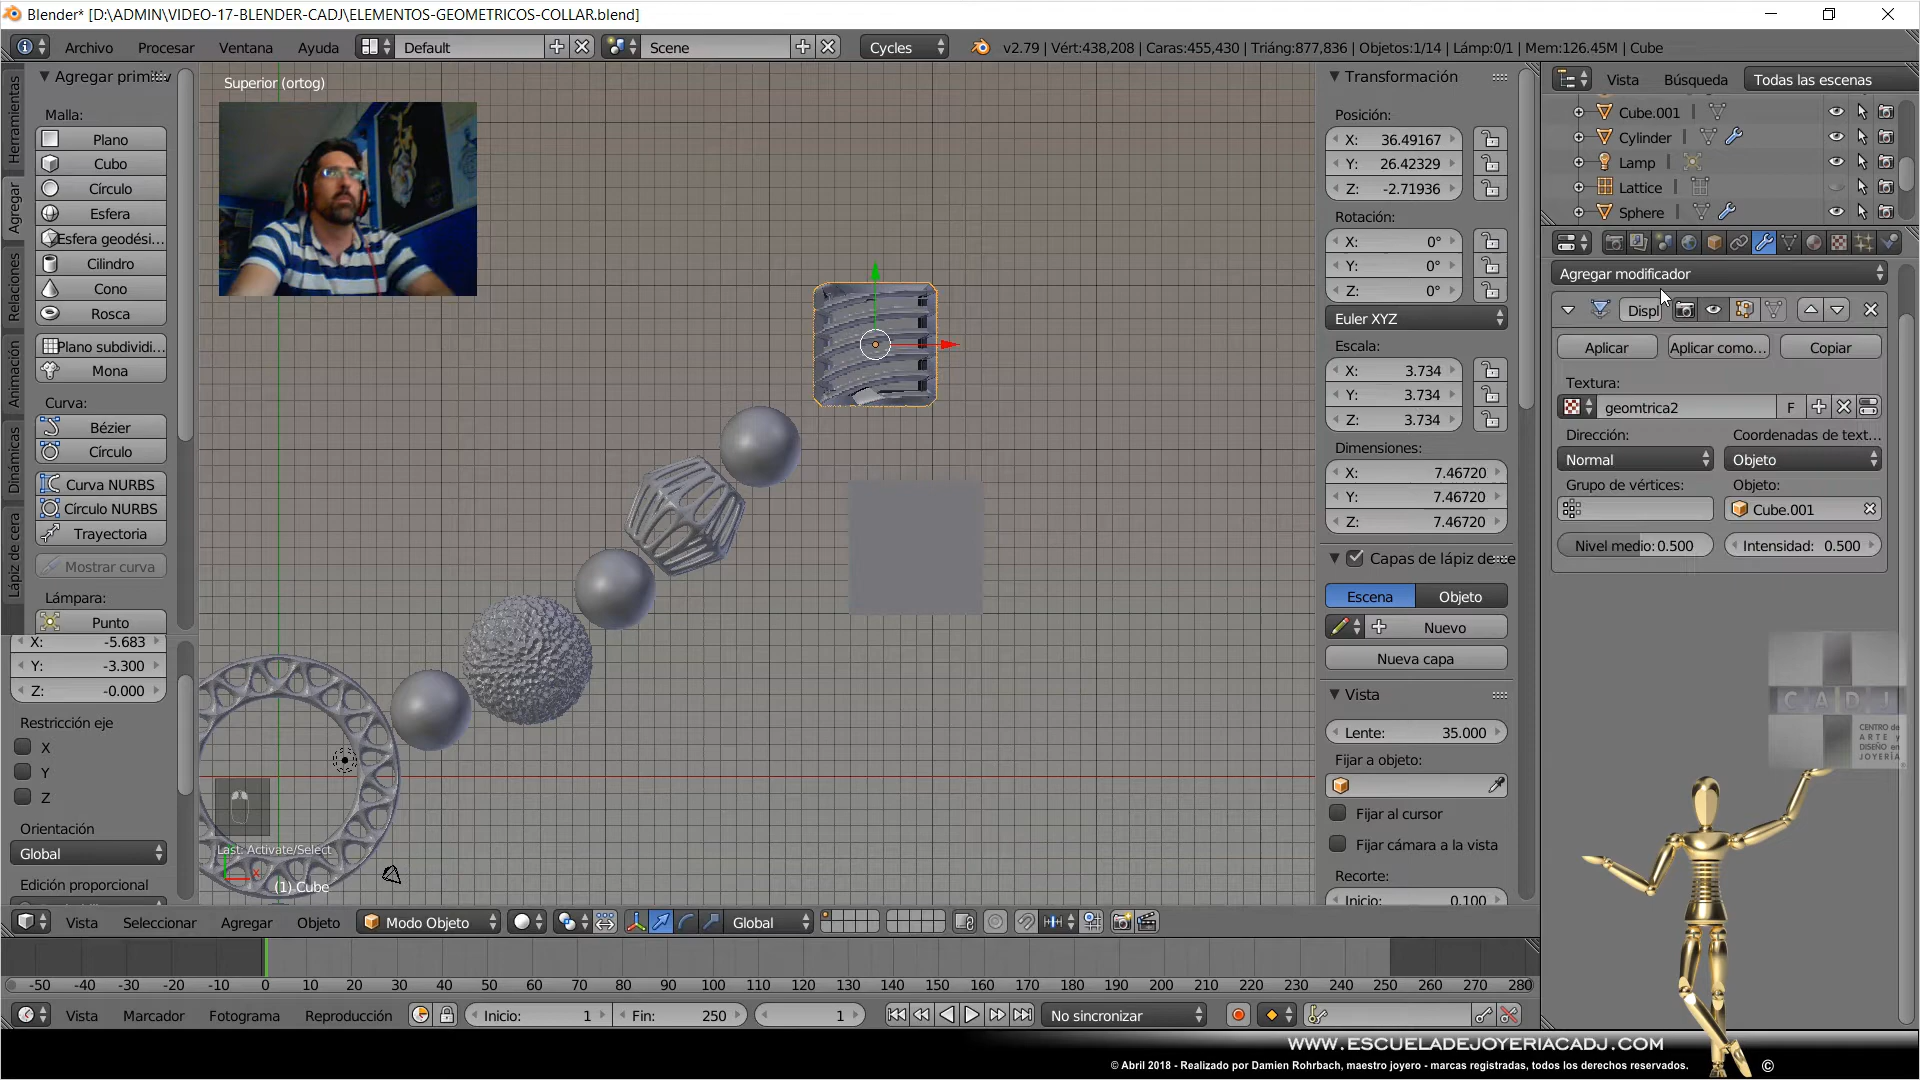 Blender* [D:\ADMIN\VIDEO-17-BLENDER-CADJ\ELEMENTOS-GEOMETRICOS-COLLAR.blend]
Archivo Procesar Ventana Ayuda Default Scene Cycles v2.79 | Vért:438,208 | Caras:455,430 | Triáng:877,836 | Objetos:1/14 | Lámp:0/1 | Mem:126.45M | Cube
Herramientas
Agregar
Relaciones
Animación
Dinámicas
Lápiz de cera
Malla:
Plano
Cubo
Círculo
Esfera
Esfera geodési...
Cilindro
Cono
Rosca
Plano subdividi...
Mona
Curva:
Bézier
Círculo
Curva NURBS
Círculo NURBS
Trayectoria
Mostrar curva
Lámpara:
Punto
X: -5.683
Y: -3.300
Z: -0.000
Restricción eje
X
Y
Z
Orientación
Global
Edición proporcional
Superior (ortog)
Last: Activate/Select
(1) Cube
Transformación
Posición:
X: 36.49167
Y: 26.42329
Z: -2.71936
Rotación:
X: 0°
Y: 0°
Z: 0°
Euler XYZ
Escala:
X: 3.734
Y: 3.734
Z: 3.734
Dimensiones:
X: 7.46720
Y: 7.46720
Z: 7.46720
Capas de lápiz de
Escena Objeto
Nuevo
Nueva capa
Vista
Lente: 35.000
Fijar a objeto:
Fijar al cursor
Fijar cámara a la vista
Recorte:
Inicio: 0.100
Vista Búsqueda Todas las escenas
Cube.001
Cylinder
Lamp
Lattice
Sphere
Agregar modificador
Displ
Aplicar Aplicar como... Copiar
Textura:
geomtrica2 F
Dirección: Coordenadas de text...
Normal Objeto
Grupo de vértices: Objeto:
Cube.001
Nivel medio: 0.500 Intensidad: 0.500
CADJ
CENTRO de
ARTE y
DISEÑO en
JOYERÍA
Vista Seleccionar Agregar Objeto Modo Objeto Global
-50 -40 -30 -20 -10 0 10 20 30 40 50 60 70 80 90 100 110 120 130 140 150 160 170 180 190 200 210 220 230 240 250 260 270 280
Vista Marcador Fotograma Reproducción Inicio: 1 Fin: 250 1 No sincronizar
WWW.ESCUELADEJOYERIACADJ.COM
© Abril 2018 - Realizado por Damien Rohrbach, maestro joyero - marcas registradas, todos los derechos reservados. ©